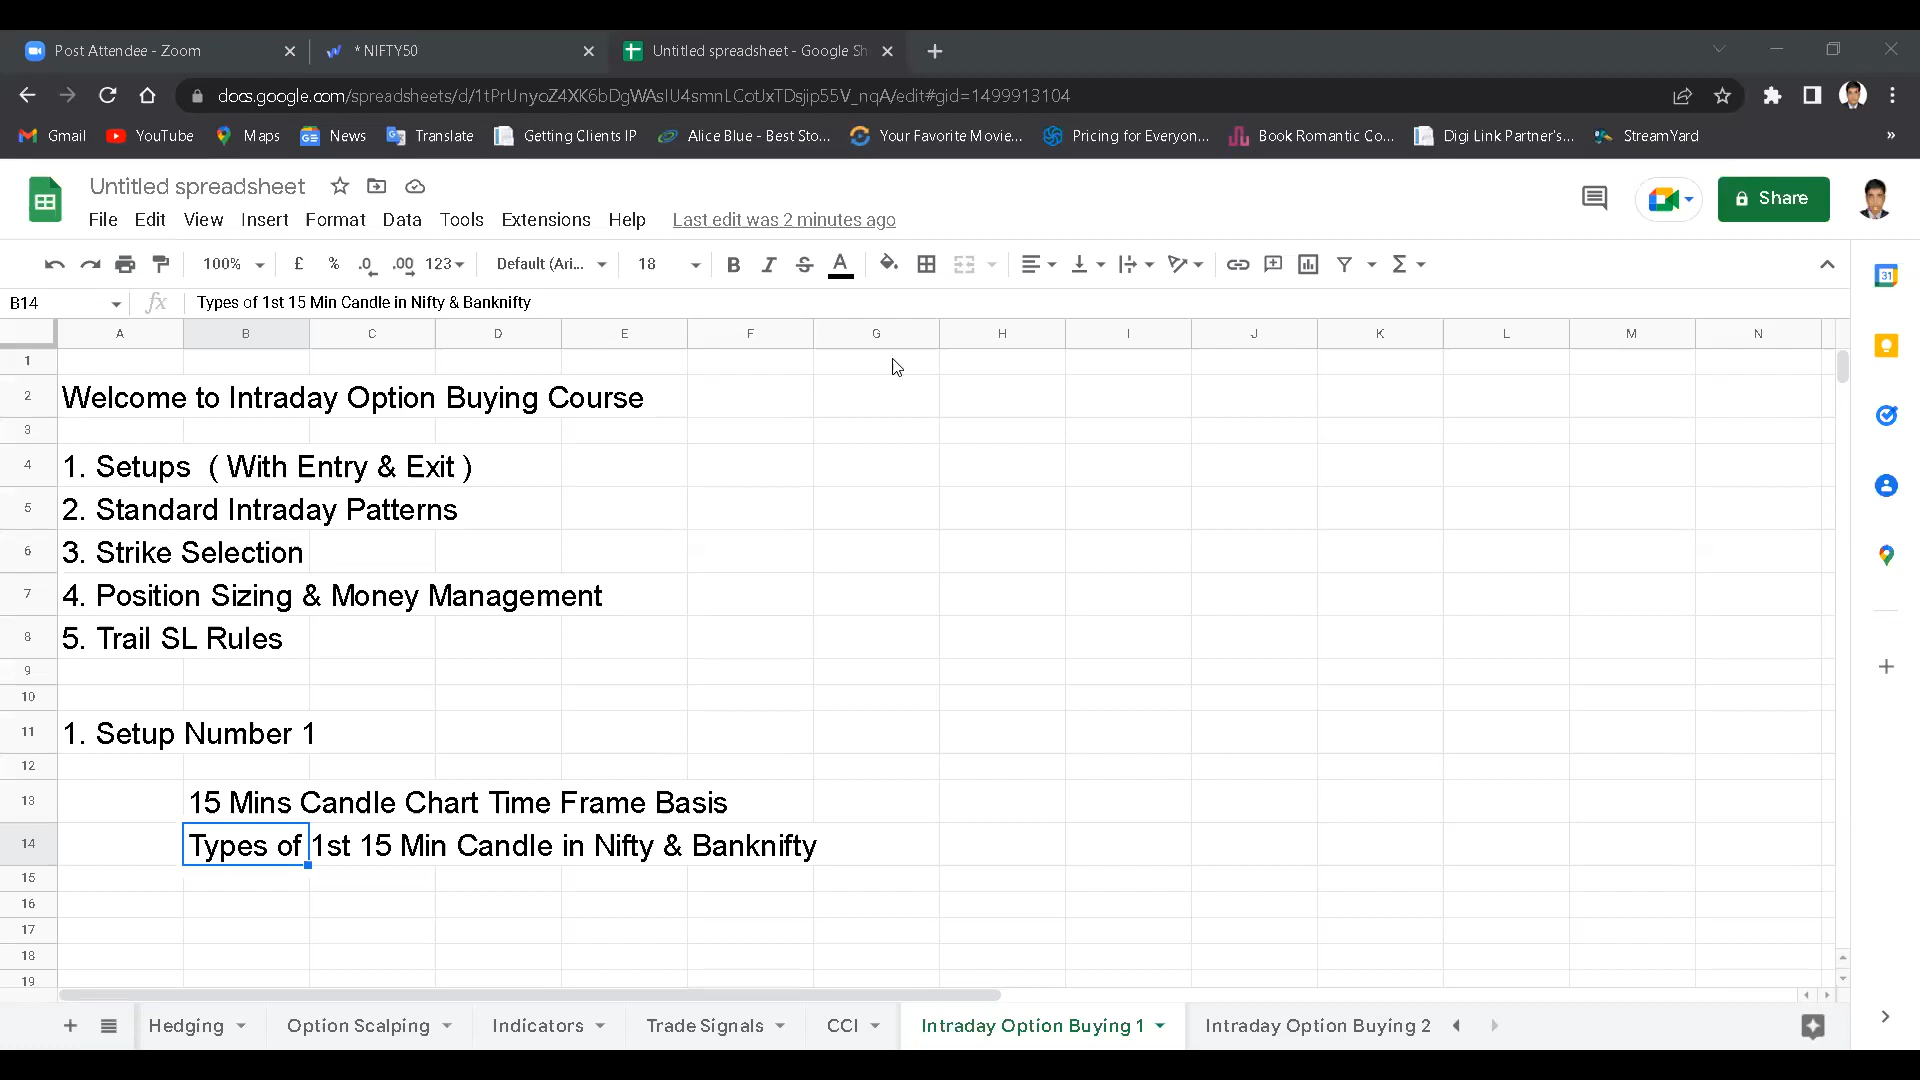 Post Attendee - Zoom
* NIFTY50
Untitled spreadsheet - Google Sh
docs.google.com/spreadsheets/d/1tPrUnyoZ4XK6bDgWAsIU4smnLCotJxTDsjip55V_nqA/edit#gid=1499913104
Gmail YouTube Maps News Translate Getting Clients IP Alice Blue - Best Sto... Your Favorite Movie... Pricing for Everyon... Book Romantic Co... Digi Link Partner's... StreamYard »
Untitled spreadsheet
Share
File Edit View Insert Format Data Tools Extensions Help Last edit was 2 minutes ago
100% £ % .0 .00 123 Default (Ari... 18 B I S A Σ
31
B14 fx Types of 1st 15 Min Candle in Nifty & Banknifty
A B C D E F G H I J K L M N
1
2 Welcome to Intraday Option Buying Course
3
4 1. Setups ( With Entry & Exit )
5 2. Standard Intraday Patterns
6 3. Strike Selection
7 4. Position Sizing & Money Management
8 5. Trail SL Rules
9
10
11 1. Setup Number 1
12
13 15 Mins Candle Chart Time Frame Basis
14 Types of 1st 15 Min Candle in Nifty & Banknifty
15
16
17
18
19
Hedging Option Scalping Indicators Trade Signals CCI Intraday Option Buying 1 Intraday Option Buying 2